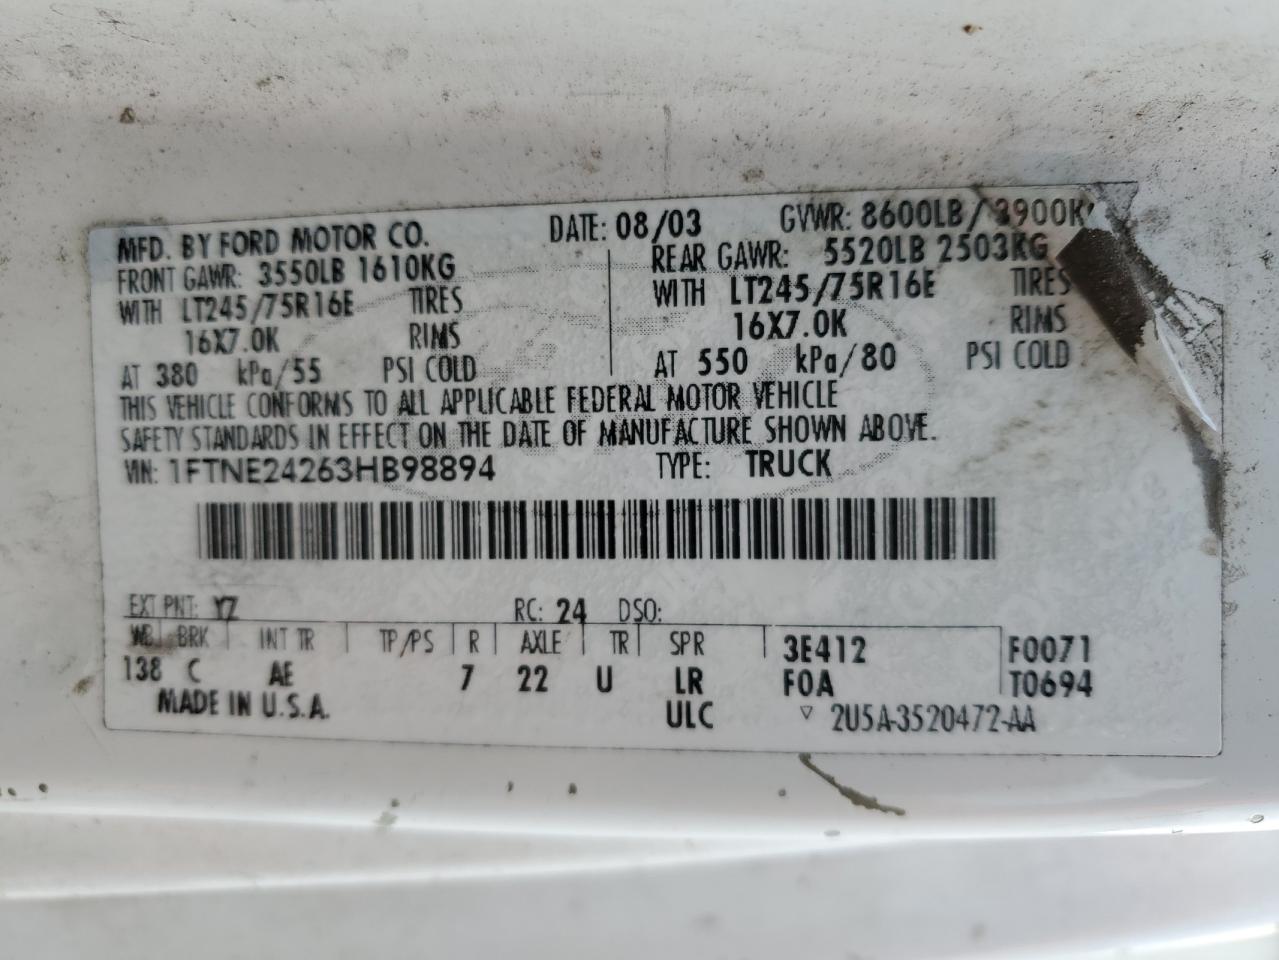 MFD. BY FORD MOTOR CO. DATE: 08/03 GVWR: 8600LB/3900K
FRONT GAWR: 3550LB 1610KG REAR GAWR: 5520LB 2503KG
WITH LT245/75R16E TIRES WITH LT245/75R16E TIRES
16X7.0K RIMS 16X7.0K RIMS
AT 380 kPa/55 PSI COLD AT 550 kPa/80 PSI COLD
THIS VEHICLE CONFORMS TO ALL APPLICABLE FEDERAL MOTOR VEHICLE
SAFETY STANDARDS IN EFFECT ON THE DATE OF MANUFACTURE SHOWN ABOVE.
VIN: 1FTNE24263HB98894 TYPE: TRUCK
EXT PNT: YZ RC: 24 DSO:
WB BRK INT TR TP/PS R AXLE TR SPR 3E412 F0071
138 C AE 7 22 U LR F0A T0694
MADE IN U.S.A. ULC ▽ 2U5A-3520472-AA